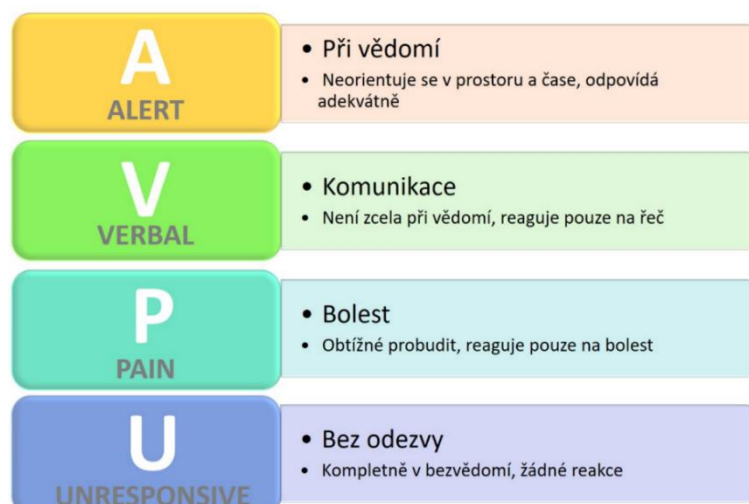 A
ALERT
• Při vědomí
• Neorientuje se v prostoru a čase, odpovídá
adekvátně
V
VERBAL
• Komunikace
• Není zcela při vědomí, reaguje pouze na řeč
P
PAIN
• Bolest
• Obtížné probudit, reaguje pouze na bolest
U
UNRESPONSIVE
• Bez odezvy
• Kompletně v bezvědomí, žádné reakce